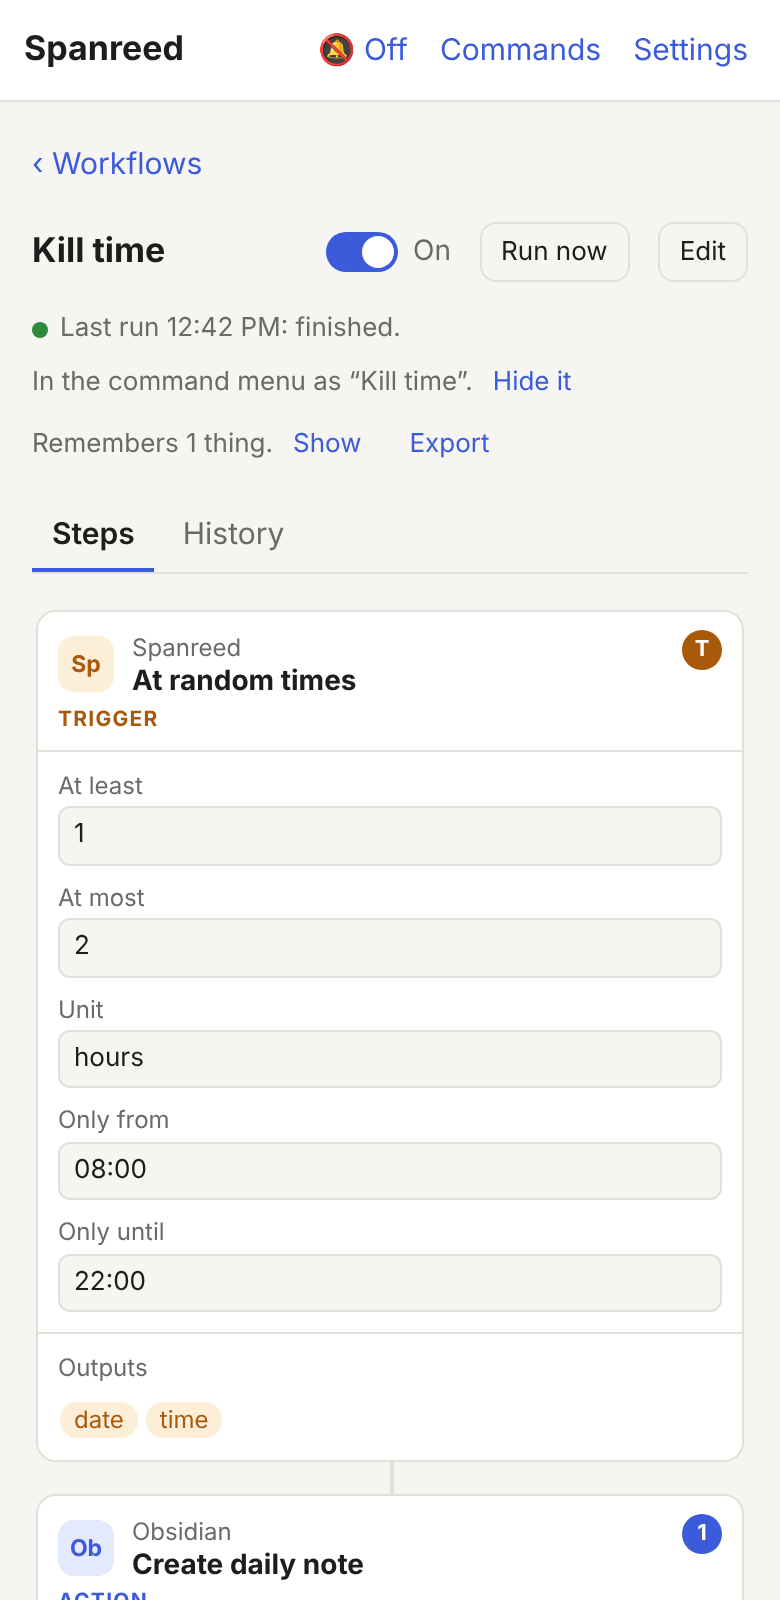 Spanreed
Off
Commands
Settings
‹ Workflows
Kill time
On
Run now
Edit
Last run 12:42 PM: finished.
In the command menu as “Kill time”. Hide it
Remembers 1 thing. Show Export
Steps
History
Sp
Spanreed
At random times
T
TRIGGER
At least
1
At most
2
Unit
hours
Only from
08:00
Only until
22:00
Outputs
date
time
Ob
Obsidian
Create daily note
1
ACTION